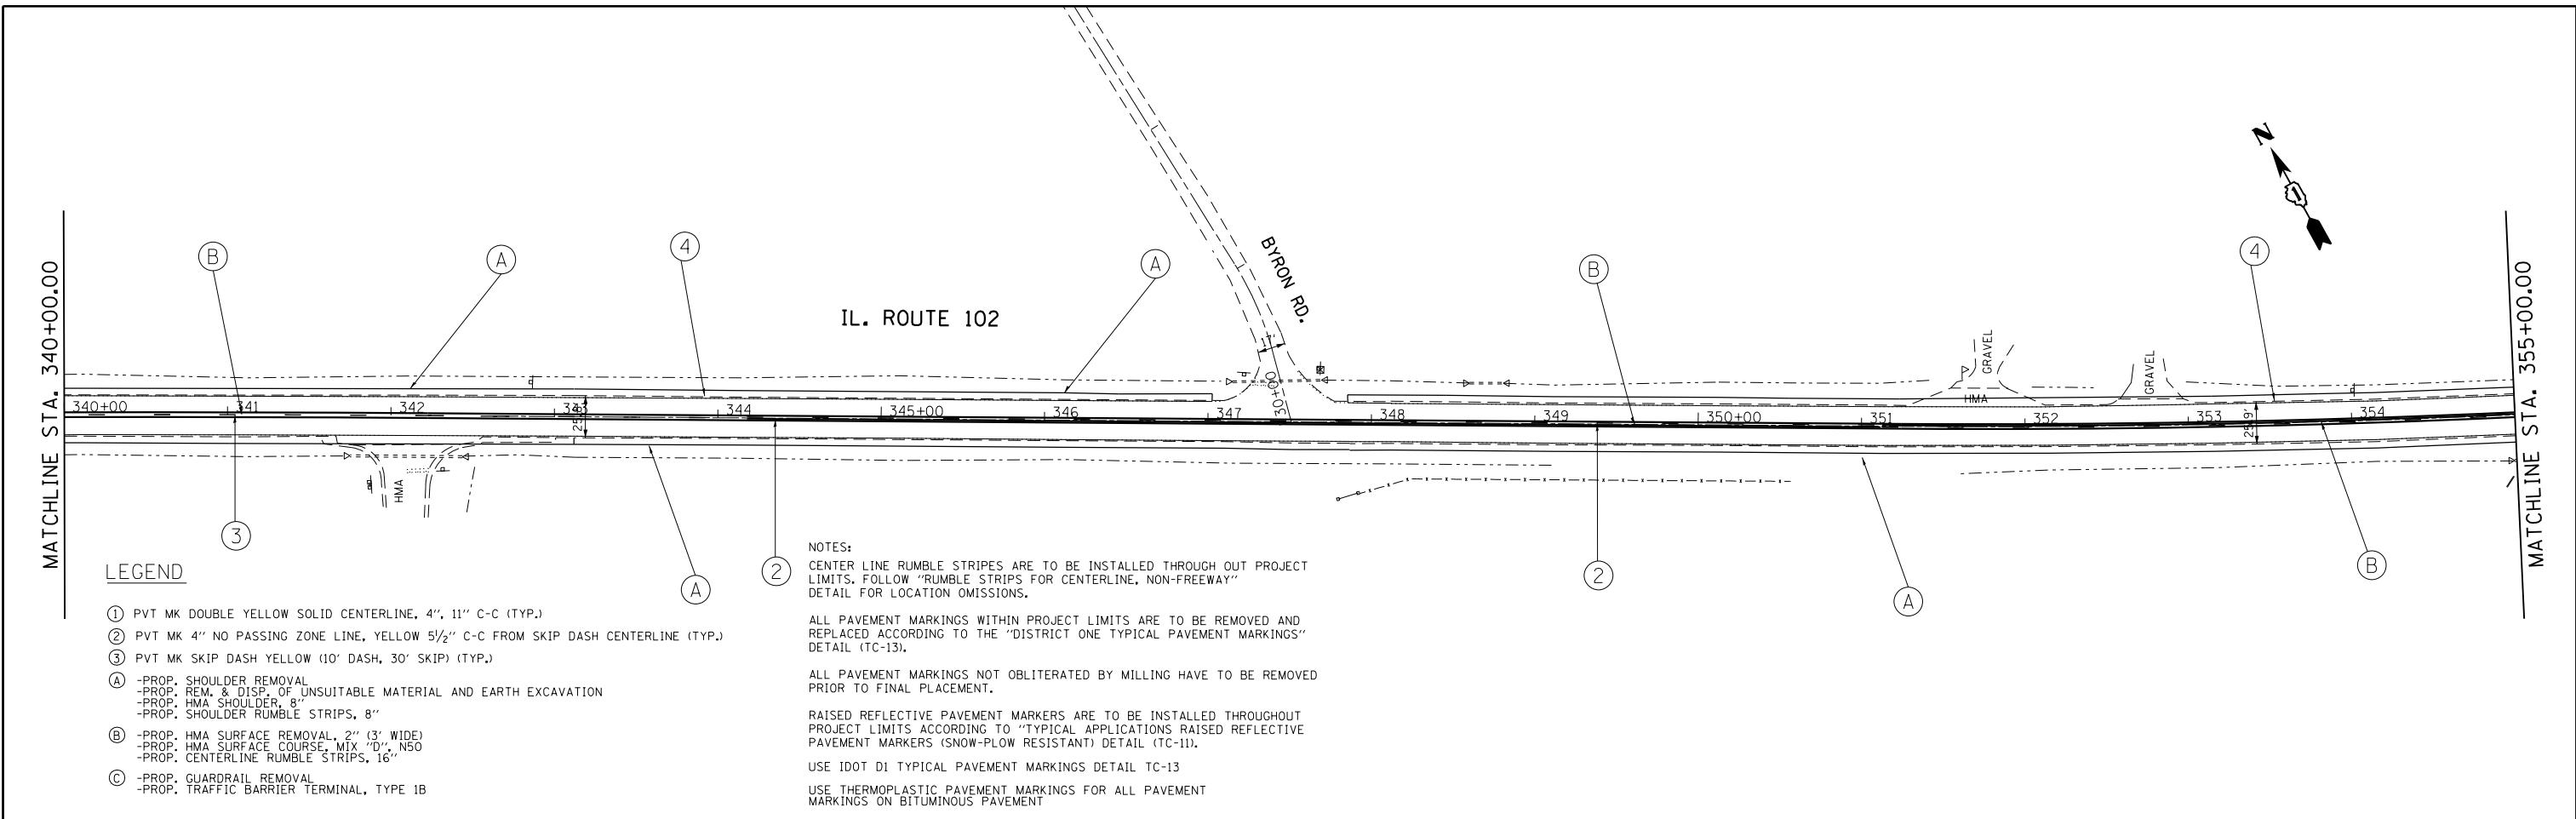 N
B
A
4
A
B
4
BYRON RD.
IL. ROUTE 102
MATCHLINE STA. 340+00.00
MATCHLINE STA. 355+00.00
GRAVEL
GRAVEL
HMA
340+00 341 342 343 344 345+00 346 347 348 349 350+00 351 352 353 354
30+00
25.9'
HMA
3
2
A
2
A
B
LEGEND
1 PVT MK DOUBLE YELLOW SOLID CENTERLINE, 4", 11" C-C (TYP.)
2 PVT MK 4" NO PASSING ZONE LINE, YELLOW 5 1/2" C-C FROM SKIP DASH CENTERLINE (TYP.)
3 PVT MK SKIP DASH YELLOW (10' DASH, 30' SKIP) (TYP.)
A -PROP. SHOULDER REMOVAL
-PROP. REM. & DISP. OF UNSUITABLE MATERIAL AND EARTH EXCAVATION
-PROP. HMA SHOULDER, 8"
-PROP. SHOULDER RUMBLE STRIPS, 8"
B -PROP. HMA SURFACE REMOVAL, 2" (3' WIDE)
-PROP. HMA SURFACE COURSE, MIX "D", N50
-PROP. CENTERLINE RUMBLE STRIPS, 16"
C -PROP. GUARDRAIL REMOVAL
-PROP. TRAFFIC BARRIER TERMINAL, TYPE 1B
NOTES:
CENTER LINE RUMBLE STRIPES ARE TO BE INSTALLED THROUGH OUT PROJECT
LIMITS. FOLLOW "RUMBLE STRIPS FOR CENTERLINE, NON-FREEWAY"
DETAIL FOR LOCATION OMISSIONS.
ALL PAVEMENT MARKINGS WITHIN PROJECT LIMITS ARE TO BE REMOVED AND
REPLACED ACCORDING TO THE "DISTRICT ONE TYPICAL PAVEMENT MARKINGS"
DETAIL (TC-13).
ALL PAVEMENT MARKINGS NOT OBLITERATED BY MILLING HAVE TO BE REMOVED
PRIOR TO FINAL PLACEMENT.
RAISED REFLECTIVE PAVEMENT MARKERS ARE TO BE INSTALLED THROUGHOUT
PROJECT LIMITS ACCORDING TO "TYPICAL APPLICATIONS RAISED REFLECTIVE
PAVEMENT MARKERS (SNOW-PLOW RESISTANT) DETAIL (TC-11).
USE IDOT D1 TYPICAL PAVEMENT MARKINGS DETAIL TC-13
USE THERMOPLASTIC PAVEMENT MARKINGS FOR ALL PAVEMENT
MARKINGS ON BITUMINOUS PAVEMENT